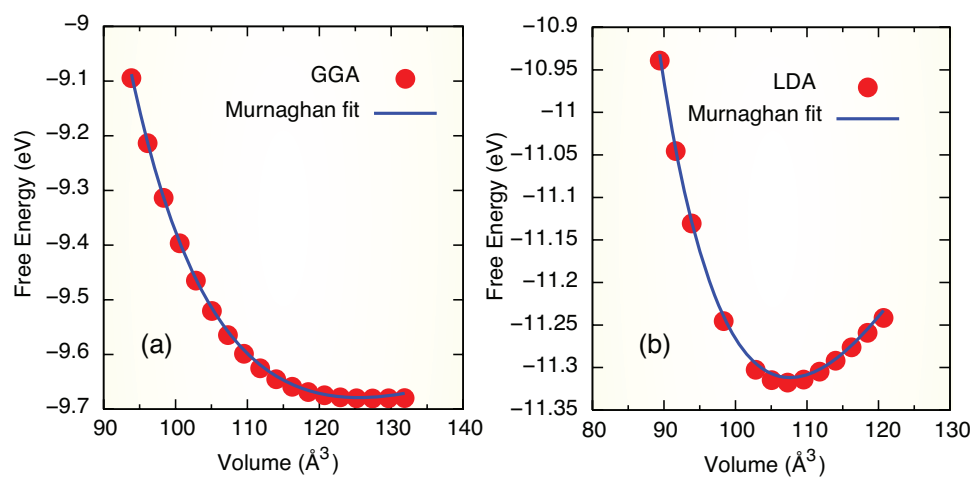 −9
−9.1
−9.2
−9.3
−9.4
−9.5
−9.6
−9.7
90 100 110 120 130 140
Free Energy (eV)
Volume (Å³)
GGA
Murnaghan fit
(a)
−10.9
−10.95
−11
−11.05
−11.1
−11.15
−11.2
−11.25
−11.3
−11.35
80 90 100 110 120 130
Free Energy (eV)
Volume (Å³)
LDA
Murnaghan fit
(b)